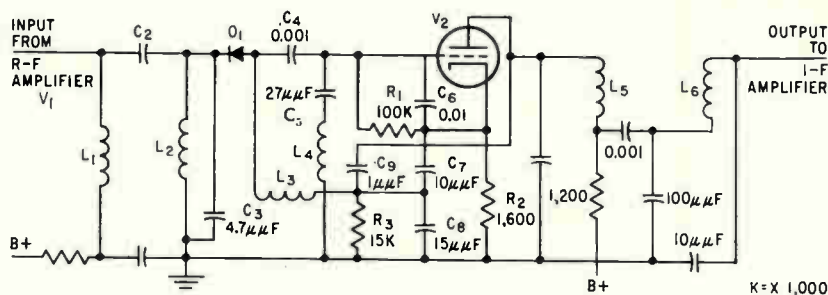 INPUT
FROM
R-F
AMPLIFIER
V1
C2
D1
C4
0.001
V2
OUTPUT
TO
I-F
AMPLIFIER
27μμF
C5
R1
100K
C6
0.01
L5
L6
L1
L2
L4
C9
1μμF
C7
10μμF
0.001
L3
R2
1,600
1,200
100μμF
C3
4.7μμF
R3
15K
C8
15μμF
10μμF
B+
B+
K=X 1,000